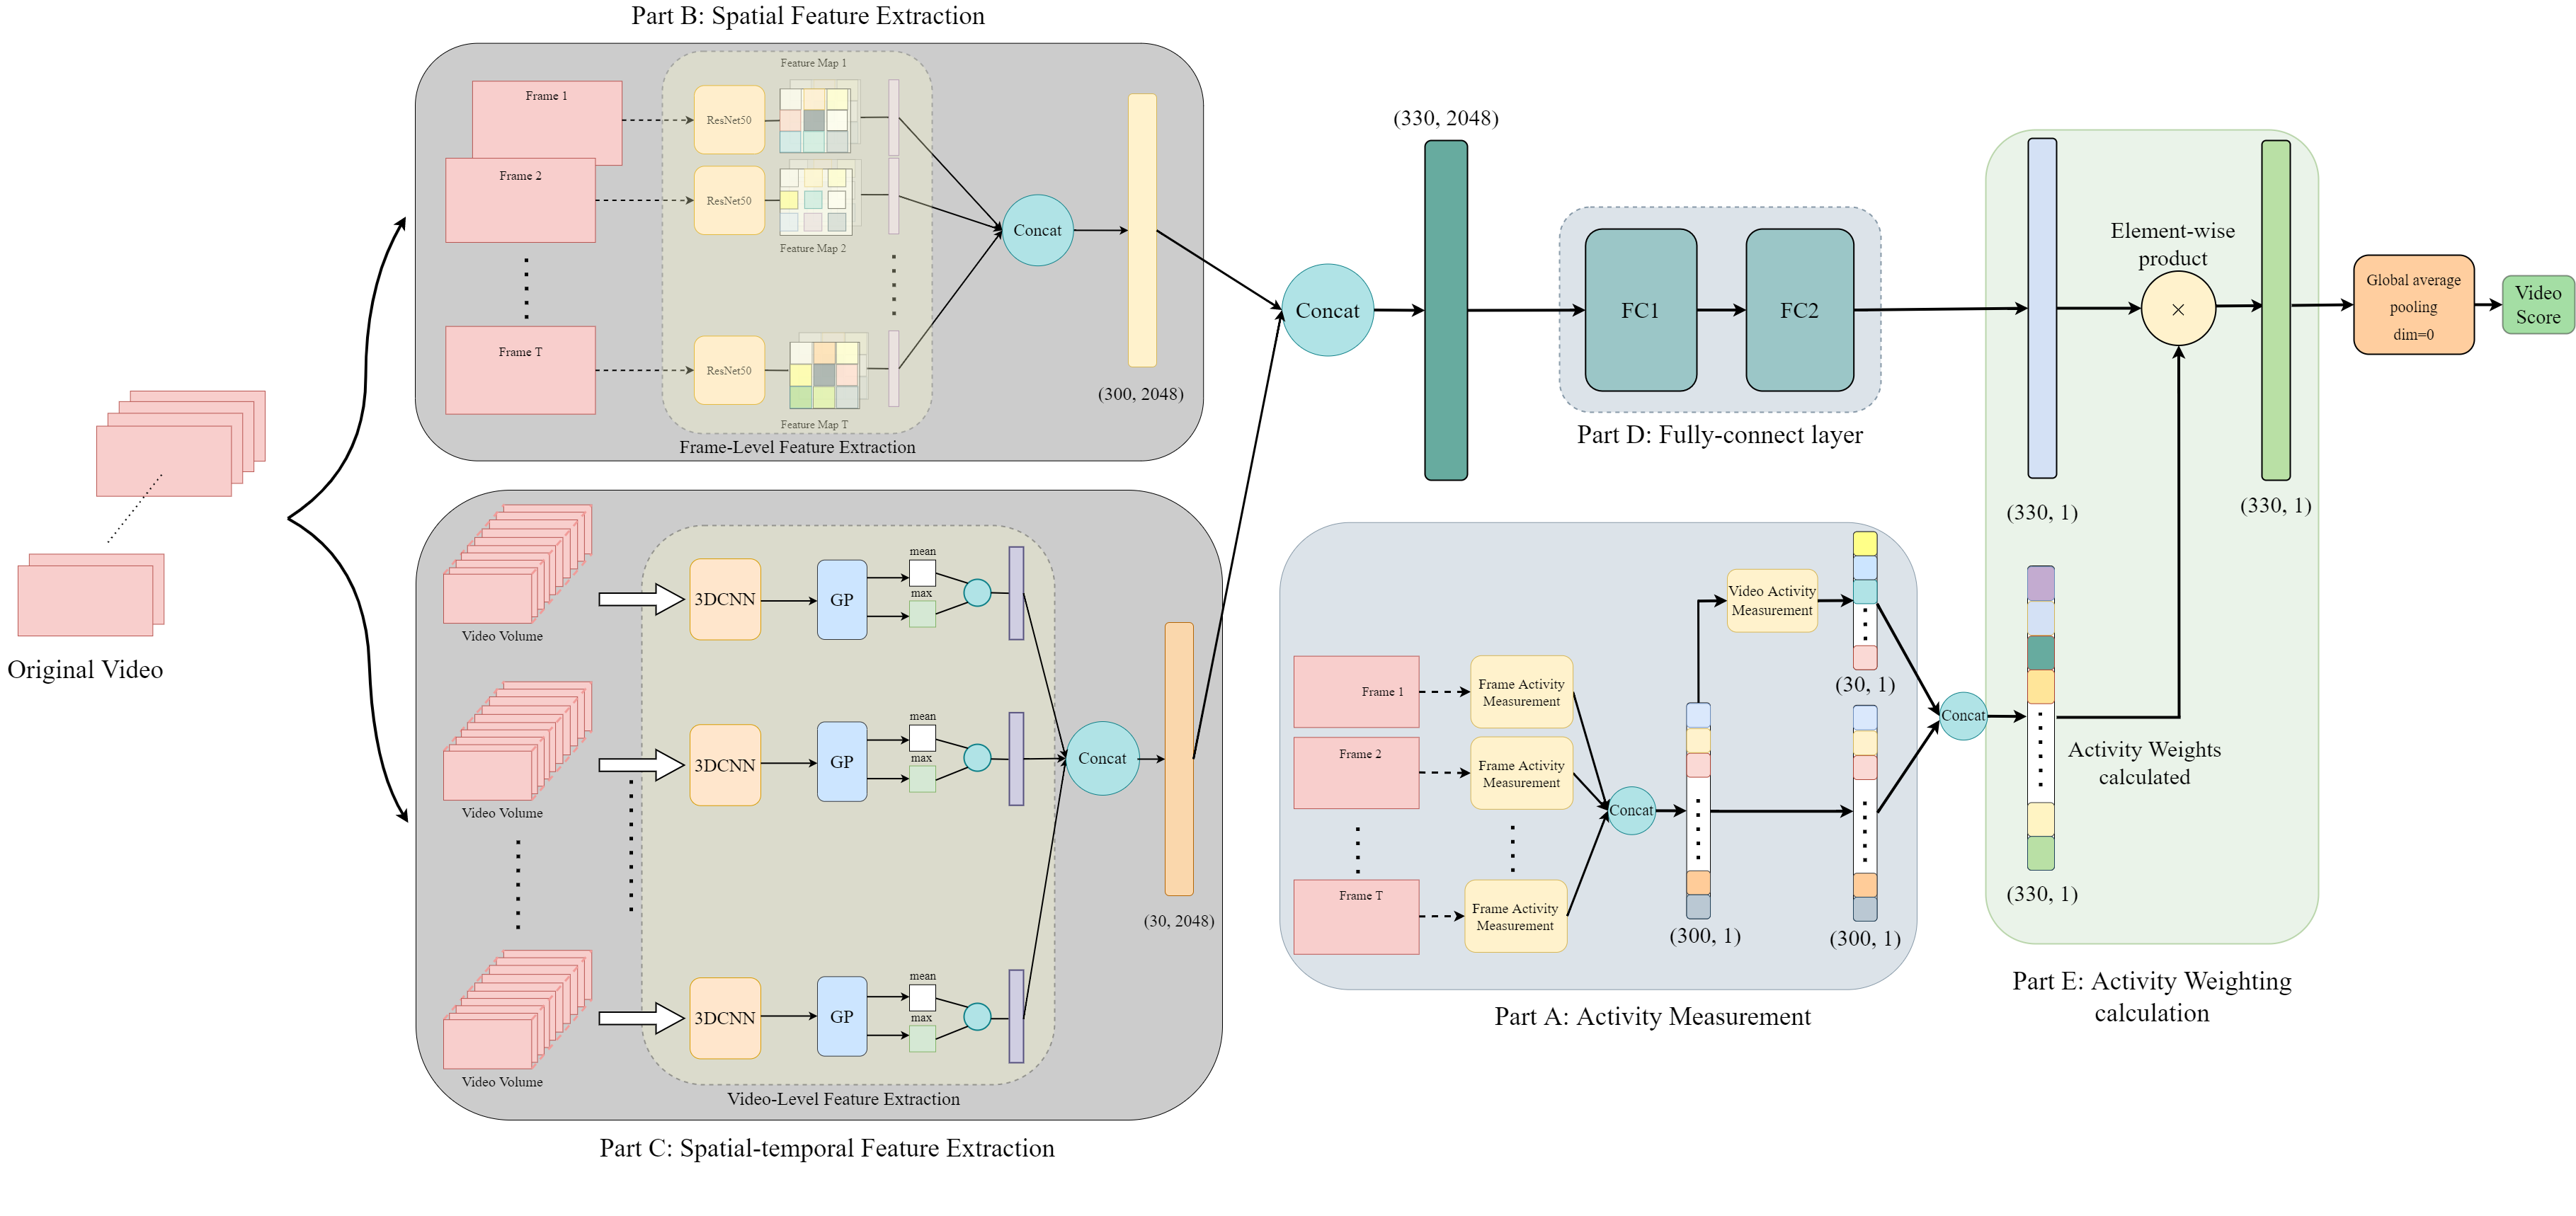 Part B: Spatial Feature Extraction
Frame 1
Frame 2
Frame T
ResNet50
ResNet50
ResNet50
Feature Map 1
Feature Map 2
Feature Map T
Concat
(300, 2048)
Frame-Level Feature Extraction
Original Video
Video Volume
Video Volume
Video Volume
3DCNN
GP
mean
max
3DCNN
GP
mean
max
3DCNN
GP
mean
max
Concat
(30, 2048)
Video-Level Feature Extraction
Part C: Spatial-temporal Feature Extraction
Concat
(330, 2048)
FC1
FC2
Part D: Fully-connect layer
Frame 1
Frame 2
Frame T
Frame Activity
Measurement
Frame Activity
Measurement
Frame Activity
Measurement
Concat
(300, 1)
Video Activity
Measurement
(30, 1)
(300, 1)
Part A: Activity Measurement
Concat
(330, 1)
Element-wise
product
×
(330, 1)
Activity Weights
calculated
(330, 1)
Part E: Activity Weighting
calculation
Global average
pooling
dim=0
Video
Score